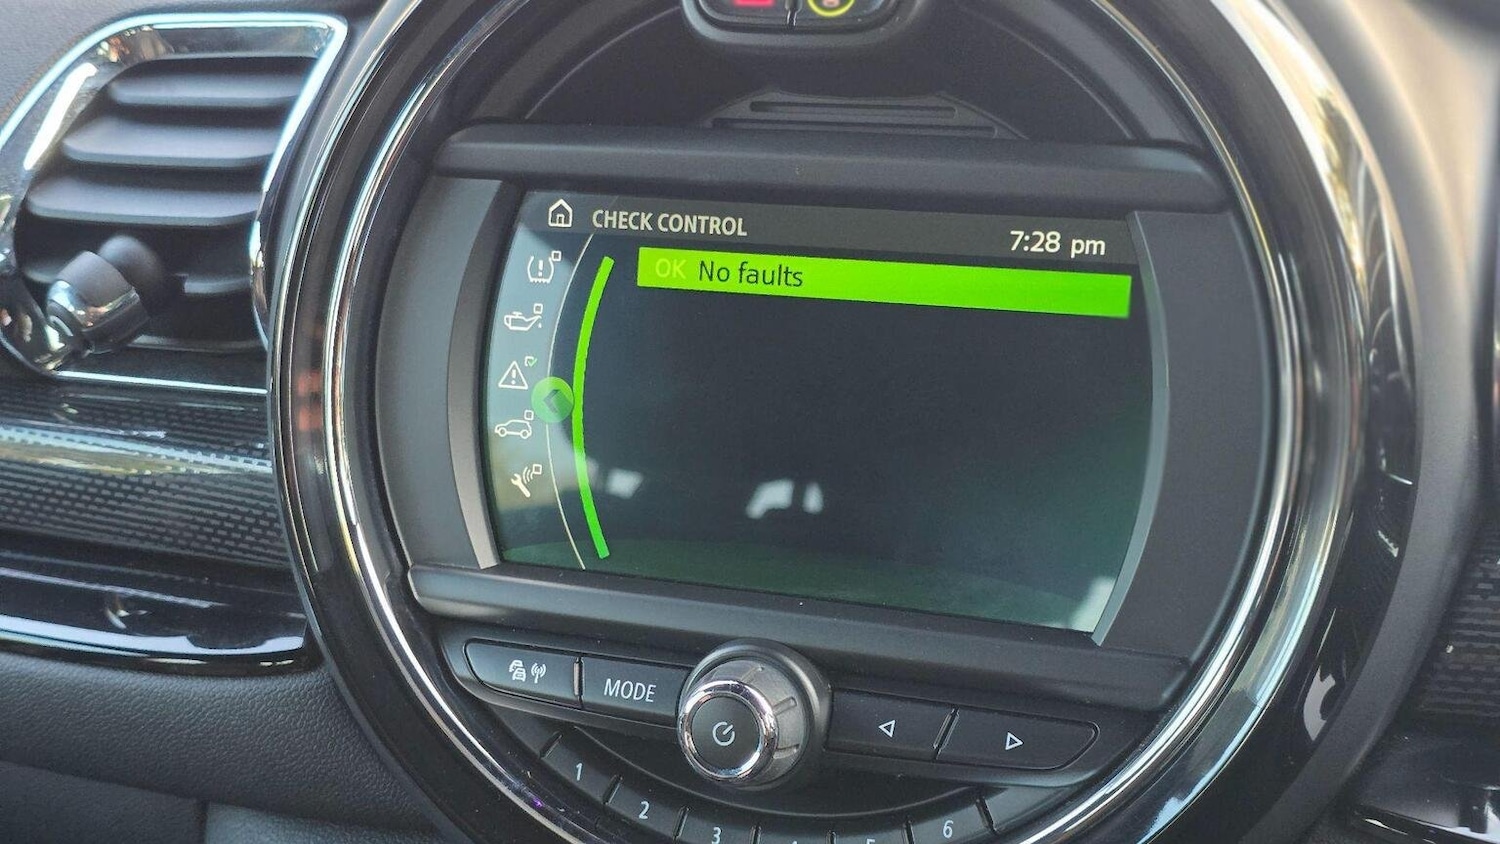 CHECK CONTROL
7:28 pm
OK No faults
MODE
1
2
3
6